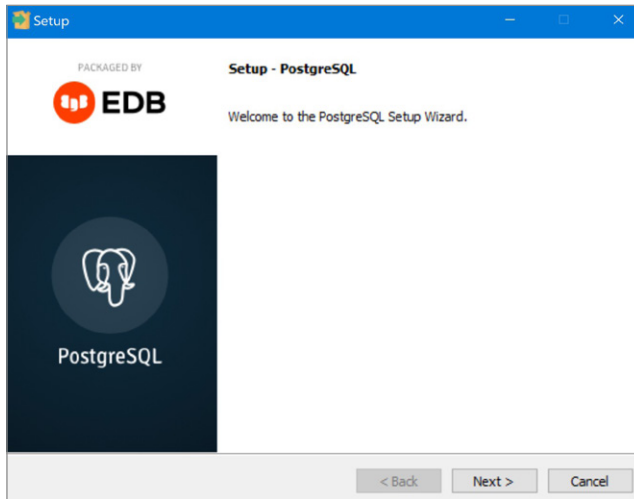 Setup
PACKAGED BY
EDB
Setup - PostgreSQL
Welcome to the PostgreSQL Setup Wizard.
PostgreSQL
< Back
Next >
Cancel